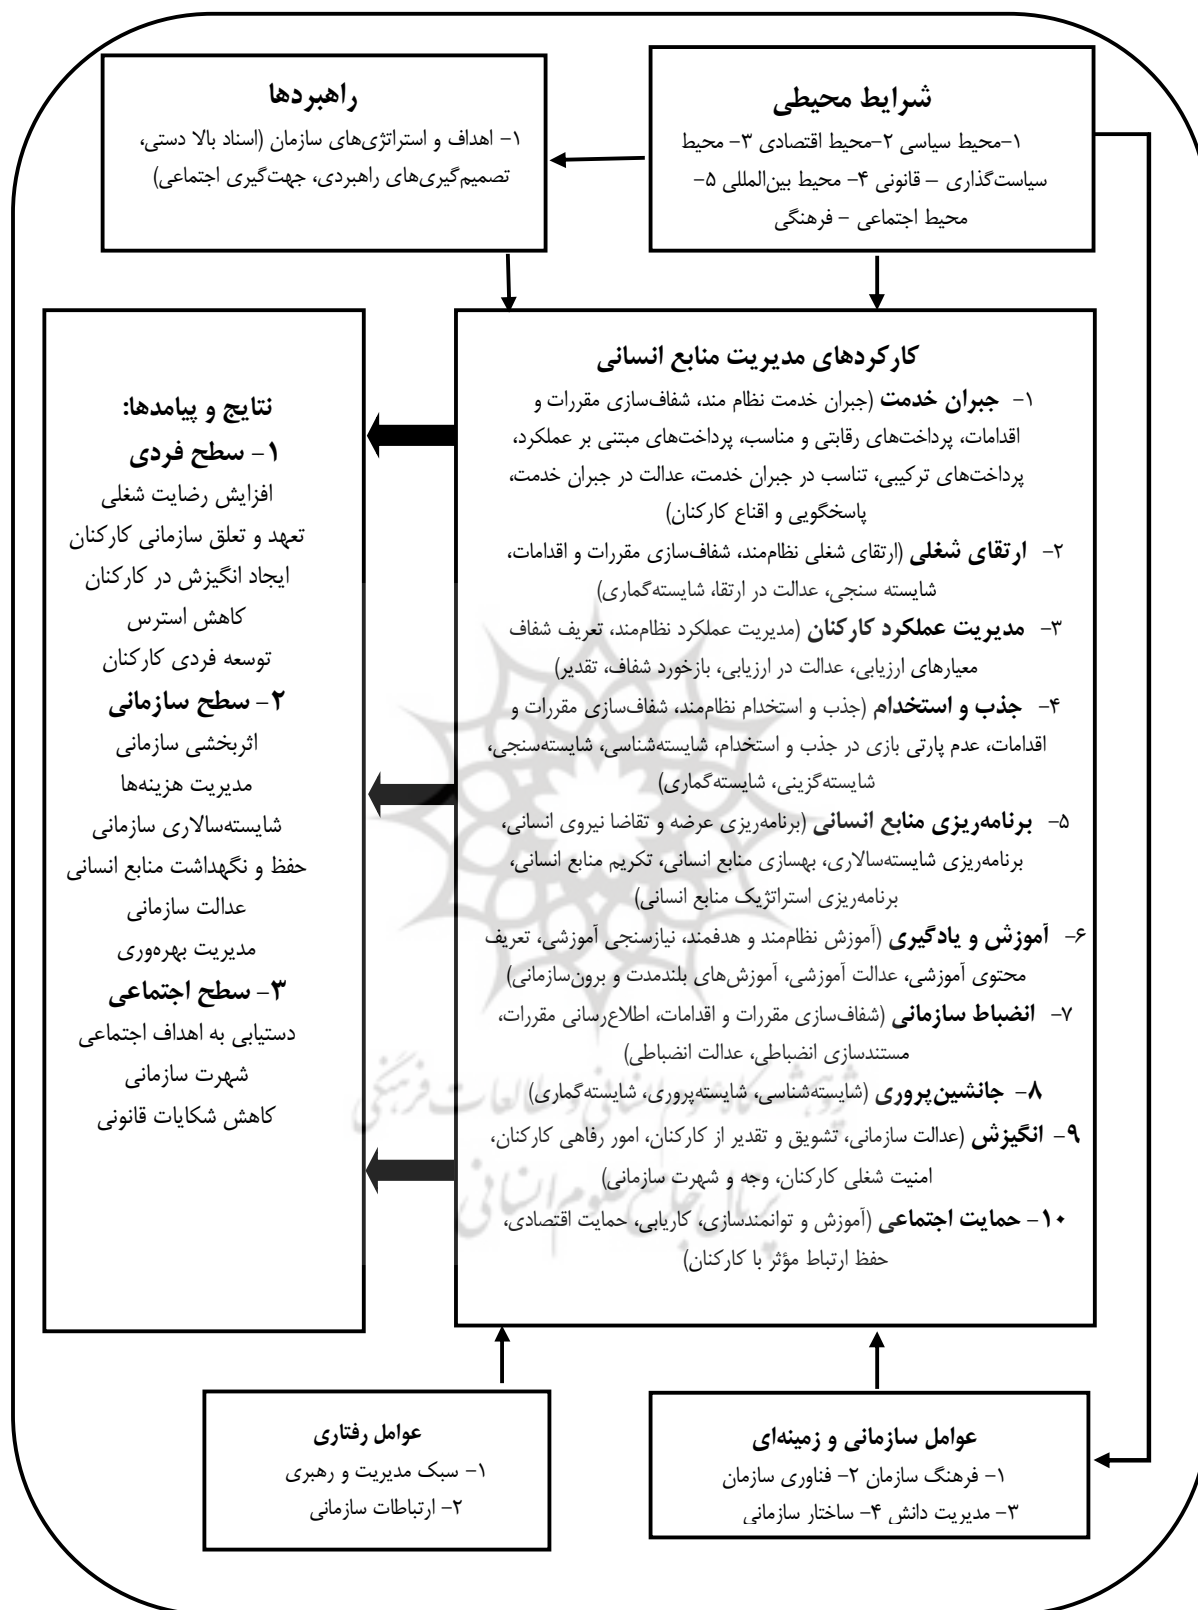 شرایط محیطی
۱-محیط سیاسی ۲-محیط اقتصادی ۳- محیط
سیاست‌گذاری – قانونی ۴- محیط بین‌المللی ۵-
محیط اجتماعی – فرهنگی
راهبردها
۱- اهداف و استراتژی‌های سازمان (اسناد بالا دستی،
تصمیم‌گیری‌های راهبردی، جهت‌گیری اجتماعی)
کارکردهای مدیریت منابع انسانی
۱- جبران خدمت (جبران خدمت نظام مند، شفاف‌سازی مقررات و
اقدامات، پرداخت‌های رقابتی و مناسب، پرداخت‌های مبتنی بر عملکرد،
پرداخت‌های ترکیبی، تناسب در جبران خدمت، عدالت در جبران خدمت،
پاسخگویی و اقناع کارکنان)
۲- ارتقای شغلی (ارتقای شغلی نظام‌مند، شفاف‌سازی مقررات و اقدامات،
شایسته سنجی، عدالت در ارتقا، شایسته‌گماری)
۳- مدیریت عملکرد کارکنان (مدیریت عملکرد نظام‌مند، تعریف شفاف
معیارهای ارزیابی، عدالت در ارزیابی، بازخورد شفاف، تقدیر)
۴- جذب و استخدام (جذب و استخدام نظام‌مند، شفاف‌سازی مقررات و
اقدامات، عدم پارتی بازی در جذب و استخدام، شایسته‌شناسی، شایسته‌سنجی،
شایسته‌گزینی، شایسته‌گماری)
۵- برنامه‌ریزی منابع انسانی (برنامه‌ریزی عرضه و تقاضا نیروی انسانی،
برنامه‌ریزی شایسته‌سالاری، بهسازی منابع انسانی، تکریم منابع انسانی،
برنامه‌ریزی استراتژیک منابع انسانی)
۶- آموزش و یادگیری (آموزش نظام‌مند و هدفمند، نیازسنجی آموزشی، تعریف
محتوی آموزشی، عدالت آموزشی، آموزش‌های بلندمدت و برون‌سازمانی)
۷- انضباط سازمانی (شفاف‌سازی مقررات و اقدامات، اطلاع‌رسانی مقررات،
مستندسازی انضباطی، عدالت انضباطی)
۸- جانشین‌پروری (شایسته‌شناسی، شایسته‌پروری، شایسته‌گماری)
۹- انگیزش (عدالت سازمانی، تشویق و تقدیر از کارکنان، امور رفاهی کارکنان،
امنیت شغلی کارکنان، وجه و شهرت سازمانی)
۱۰- حمایت اجتماعی (آموزش و توانمندسازی، کاریابی، حمایت اقتصادی،
حفظ ارتباط مؤثر با کارکنان)
نتایج و پیامدها:
۱- سطح فردی
افزایش رضایت شغلی
تعهد و تعلق سازمانی کارکنان
ایجاد انگیزش در کارکنان
کاهش استرس
توسعه فردی کارکنان
۲- سطح سازمانی
اثربخشی سازمانی
مدیریت هزینه‌ها
شایسته‌سالاری سازمانی
حفظ و نگهداشت منابع انسانی
عدالت سازمانی
مدیریت بهره‌وری
۳- سطح اجتماعی
دستیابی به اهداف اجتماعی
شهرت سازمانی
کاهش شکایات قانونی
پژوهشگاه علوم انسانی و مطالعات فرهنگی
پرتال جامع علوم انسانی
عوامل سازمانی و زمینه‌ای
۱- فرهنگ سازمان ۲- فناوری سازمان
۳- مدیریت دانش ۴- ساختار سازمانی
عوامل رفتاری
۱- سبک مدیریت و رهبری
۲- ارتباطات سازمانی